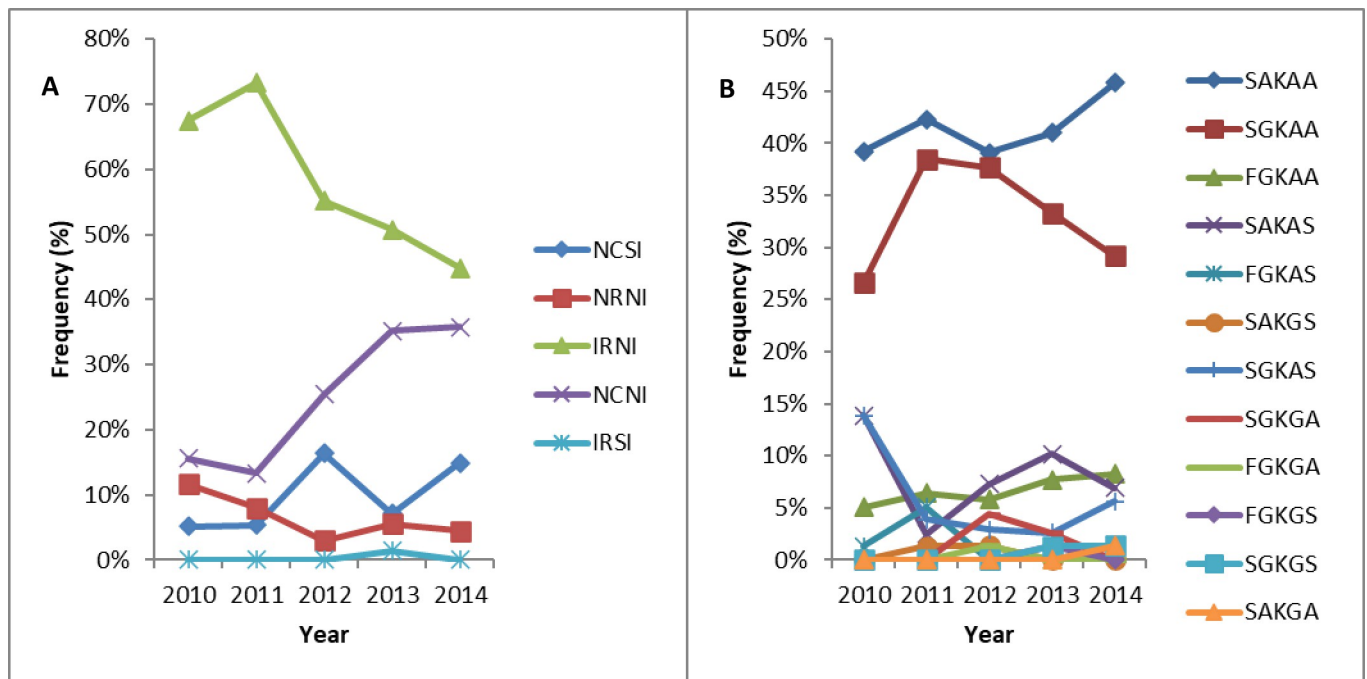 A
80%
70%
60%
50%
40%
30%
20%
10%
0%
Frequency (%)
2010 2011 2012 2013 2014
Year
NCSI
NRNI
IRNI
NCNI
IRSI
B
50%
45%
40%
35%
30%
25%
20%
15%
10%
5%
0%
Frequency (%)
2010 2011 2012 2013 2014
Year
SAKAA
SGKAA
FGKAA
SAKAS
FGKAS
SAKGS
SGKAS
SGKGA
FGKGA
FGKGS
SGKGS
SAKGA